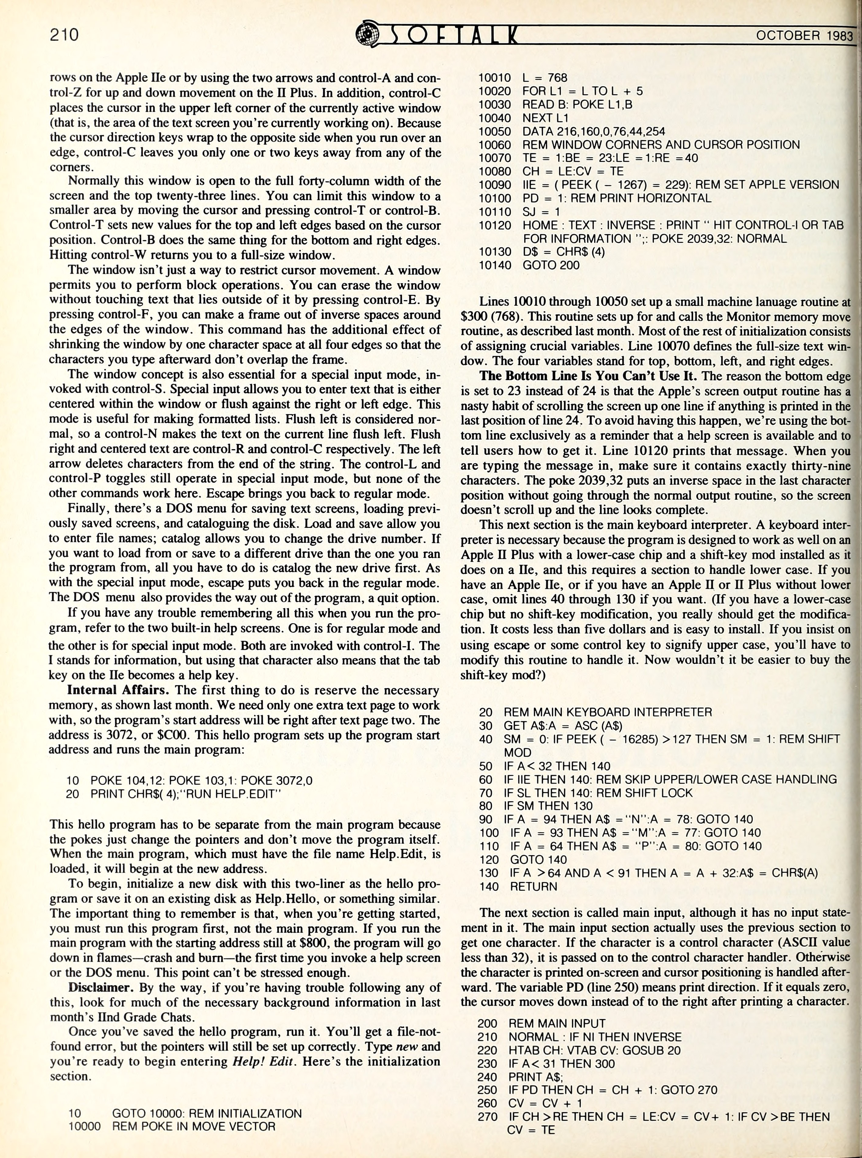 210
SOFTALK
OCTOBER 1983
rows on the Apple IIe or by using the two arrows and control-A and con-
trol-Z for up and down movement on the II Plus. In addition, control-C
places the cursor in the upper left corner of the currently active window
(that is, the area of the text screen you're currently working on). Because
the cursor direction keys wrap to the opposite side when you run over an
edge, control-C leaves you only one or two keys away from any of the
corners.
Normally this window is open to the full forty-column width of the
screen and the top twenty-three lines. You can limit this window to a
smaller area by moving the cursor and pressing control-T or control-B.
Control-T sets new values for the top and left edges based on the cursor
position. Control-B does the same thing for the bottom and right edges.
Hitting control-W returns you to a full-size window.
The window isn't just a way to restrict cursor movement. A window
permits you to perform block operations. You can erase the window
without touching text that lies outside of it by pressing control-E. By
pressing control-F, you can make a frame out of inverse spaces around
the edges of the window. This command has the additional effect of
shrinking the window by one character space at all four edges so that the
characters you type afterward don't overlap the frame.
The window concept is also essential for a special input mode, in-
voked with control-S. Special input allows you to enter text that is either
centered within the window or flush against the right or left edge. This
mode is useful for making formatted lists. Flush left is considered nor-
mal, so a control-N makes the text on the current line flush left. Flush
right and centered text are control-R and control-C respectively. The left
arrow deletes characters from the end of the string. The control-L and
control-P toggles still operate in special input mode, but none of the
other commands work here. Escape brings you back to regular mode.
Finally, there's a DOS menu for saving text screens, loading previ-
ously saved screens, and cataloguing the disk. Load and save allow you
to enter file names; catalog allows you to change the drive number. If
you want to load from or save to a different drive than the one you ran
the program from, all you have to do is catalog the new drive first. As
with the special input mode, escape puts you back in the regular mode.
The DOS menu also provides the way out of the program, a quit option.
If you have any trouble remembering all this when you run the pro-
gram, refer to the two built-in help screens. One is for regular mode and
the other is for special input mode. Both are invoked with control-I. The
I stands for information, but using that character also means that the tab
key on the IIe becomes a help key.
Internal Affairs. The first thing to do is reserve the necessary
memory, as shown last month. We need only one extra text page to work
with, so the program's start address will be right after text page two. The
address is 3072, or $C00. This hello program sets up the program start
address and runs the main program:
10 POKE 104,12: POKE 103,1: POKE 3072,0
20 PRINT CHR$( 4);"RUN HELP.EDIT"
This hello program has to be separate from the main program because
the pokes just change the pointers and don't move the program itself.
When the main program, which must have the file name Help.Edit, is
loaded, it will begin at the new address.
To begin, initialize a new disk with this two-liner as the hello pro-
gram or save it on an existing disk as Help.Hello, or something similar.
The important thing to remember is that, when you're getting started,
you must run this program first, not the main program. If you run the
main program with the starting address still at $800, the program will go
down in flames—crash and burn—the first time you invoke a help screen
or the DOS menu. This point can't be stressed enough.
Disclaimer. By the way, if you're having trouble following any of
this, look for much of the necessary background information in last
month's IInd Grade Chats.
Once you've saved the hello program, run it. You'll get a file-not-
found error, but the pointers will still be set up correctly. Type new and
you're ready to begin entering Help! Edit. Here's the initialization
section.
10 GOTO 10000: REM INITIALIZATION
10000 REM POKE IN MOVE VECTOR
10010 L = 768
10020 FOR L1 = L TO L + 5
10030 READ B: POKE L1,B
10040 NEXT L1
10050 DATA 216,160,0,76,44,254
10060 REM WINDOW CORNERS AND CURSOR POSITION
10070 TE = 1:BE = 23:LE =1:RE =40
10080 CH = LE:CV = TE
10090 IIE = ( PEEK ( - 1267) = 229): REM SET APPLE VERSION
10100 PD = 1: REM PRINT HORIZONTAL
10110 SJ = 1
10120 HOME : TEXT : INVERSE : PRINT " HIT CONTROL-I OR TAB
FOR INFORMATION ";: POKE 2039,32: NORMAL
10130 D$ = CHR$ (4)
10140 GOTO 200
Lines 10010 through 10050 set up a small machine lanuage routine at
$300 (768). This routine sets up for and calls the Monitor memory move
routine, as described last month. Most of the rest of initialization consists
of assigning crucial variables. Line 10070 defines the full-size text win-
dow. The four variables stand for top, bottom, left, and right edges.
The Bottom Line Is You Can't Use It. The reason the bottom edge
is set to 23 instead of 24 is that the Apple's screen output routine has a
nasty habit of scrolling the screen up one line if anything is printed in the
last position of line 24. To avoid having this happen, we're using the bot-
tom line exclusively as a reminder that a help screen is available and to
tell users how to get it. Line 10120 prints that message. When you
are typing the message in, make sure it contains exactly thirty-nine
characters. The poke 2039,32 puts an inverse space in the last character
position without going through the normal output routine, so the screen
doesn't scroll up and the line looks complete.
This next section is the main keyboard interpreter. A keyboard inter-
preter is necessary because the program is designed to work as well on an
Apple II Plus with a lower-case chip and a shift-key mod installed as it
does on a IIe, and this requires a section to handle lower case. If you
have an Apple IIe, or if you have an Apple II or II Plus without lower
case, omit lines 40 through 130 if you want. (If you have a lower-case
chip but no shift-key modification, you really should get the modifica-
tion. It costs less than five dollars and is easy to install. If you insist on
using escape or some control key to signify upper case, you'll have to
modify this routine to handle it. Now wouldn't it be easier to buy the
shift-key mod?)
20 REM MAIN KEYBOARD INTERPRETER
30 GET A$:A = ASC (A$)
40 SM = 0: IF PEEK ( - 16285) >127 THEN SM = 1: REM SHIFT
MOD
50 IF A< 32 THEN 140
60 IF IIE THEN 140: REM SKIP UPPER/LOWER CASE HANDLING
70 IF SL THEN 140: REM SHIFT LOCK
80 IF SM THEN 130
90 IF A = 94 THEN A$ ="N":A = 78: GOTO 140
100 IF A = 93 THEN A$ ="M":A = 77: GOTO 140
110 IF A = 64 THEN A$ = "P":A = 80: GOTO 140
120 GOTO 140
130 IF A >64 AND A < 91 THEN A = A + 32:A$ = CHR$(A)
140 RETURN
The next section is called main input, although it has no input state-
ment in it. The main input section actually uses the previous section to
get one character. If the character is a control character (ASCII value
less than 32), it is passed on to the control character handler. Otherwise
the character is printed on-screen and cursor positioning is handled after-
ward. The variable PD (line 250) means print direction. If it equals zero,
the cursor moves down instead of to the right after printing a character.
200 REM MAIN INPUT
210 NORMAL : IF NI THEN INVERSE
220 HTAB CH: VTAB CV: GOSUB 20
230 IF A< 31 THEN 300
240 PRINT A$;
250 IF PD THEN CH = CH + 1: GOTO 270
260 CV = CV + 1
270 IF CH >RE THEN CH = LE:CV = CV+ 1: IF CV >BE THEN
CV = TE